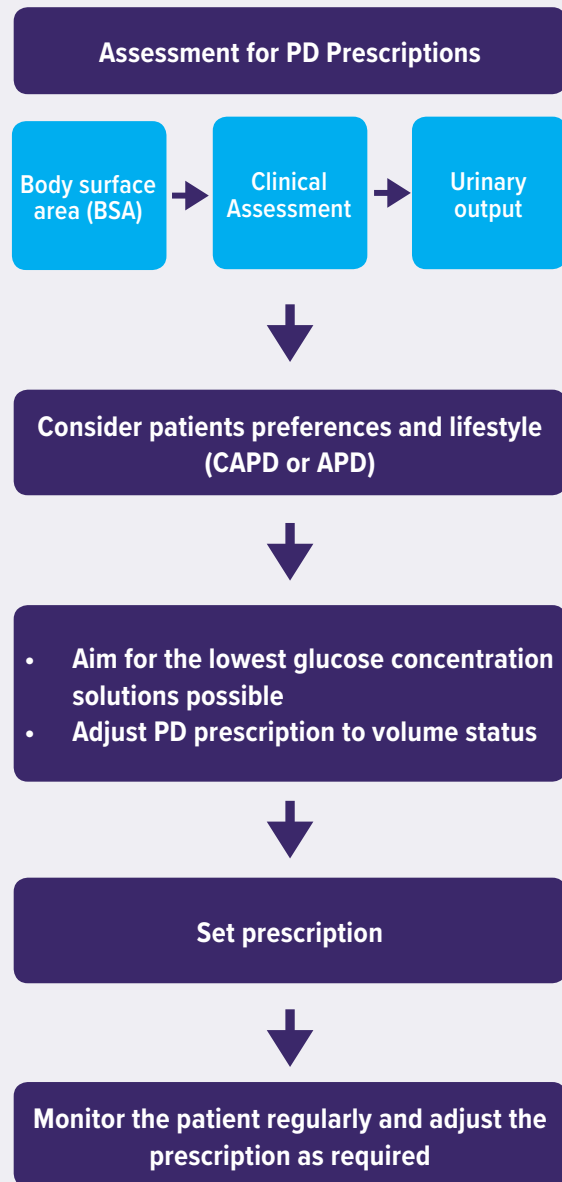 Assessment for PD Prescriptions
Body surface
area (BSA)
Clinical
Assessment
Urinary
output
Consider patients preferences and lifestyle
(CAPD or APD)
• Aim for the lowest glucose concentration
solutions possible
• Adjust PD prescription to volume status
Set prescription
Monitor the patient regularly and adjust the
prescription as required